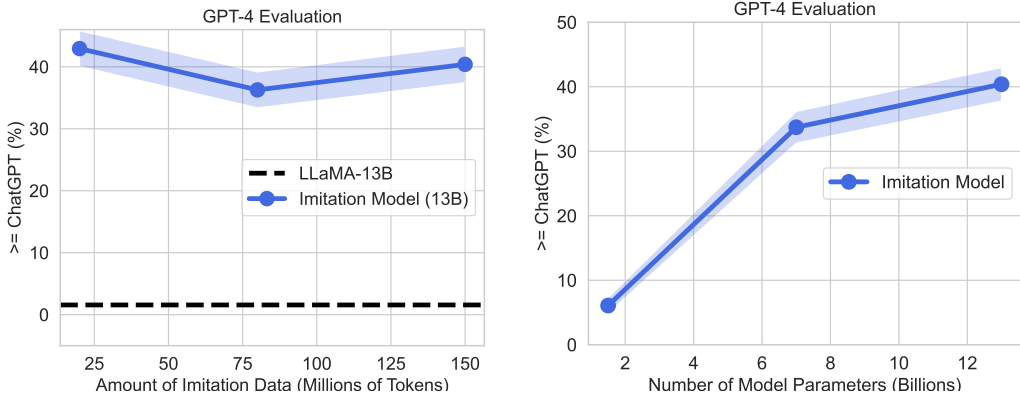 GPT-4 Evaluation
>= ChatGPT (%)
40
30
20
10
0
LLaMA-13B
Imitation Model (13B)
25 50 75 100 125 150
Amount of Imitation Data (Millions of Tokens)
GPT-4 Evaluation
>= ChatGPT (%)
50
40
30
20
10
0
Imitation Model
2 4 6 8 10 12
Number of Model Parameters (Billions)